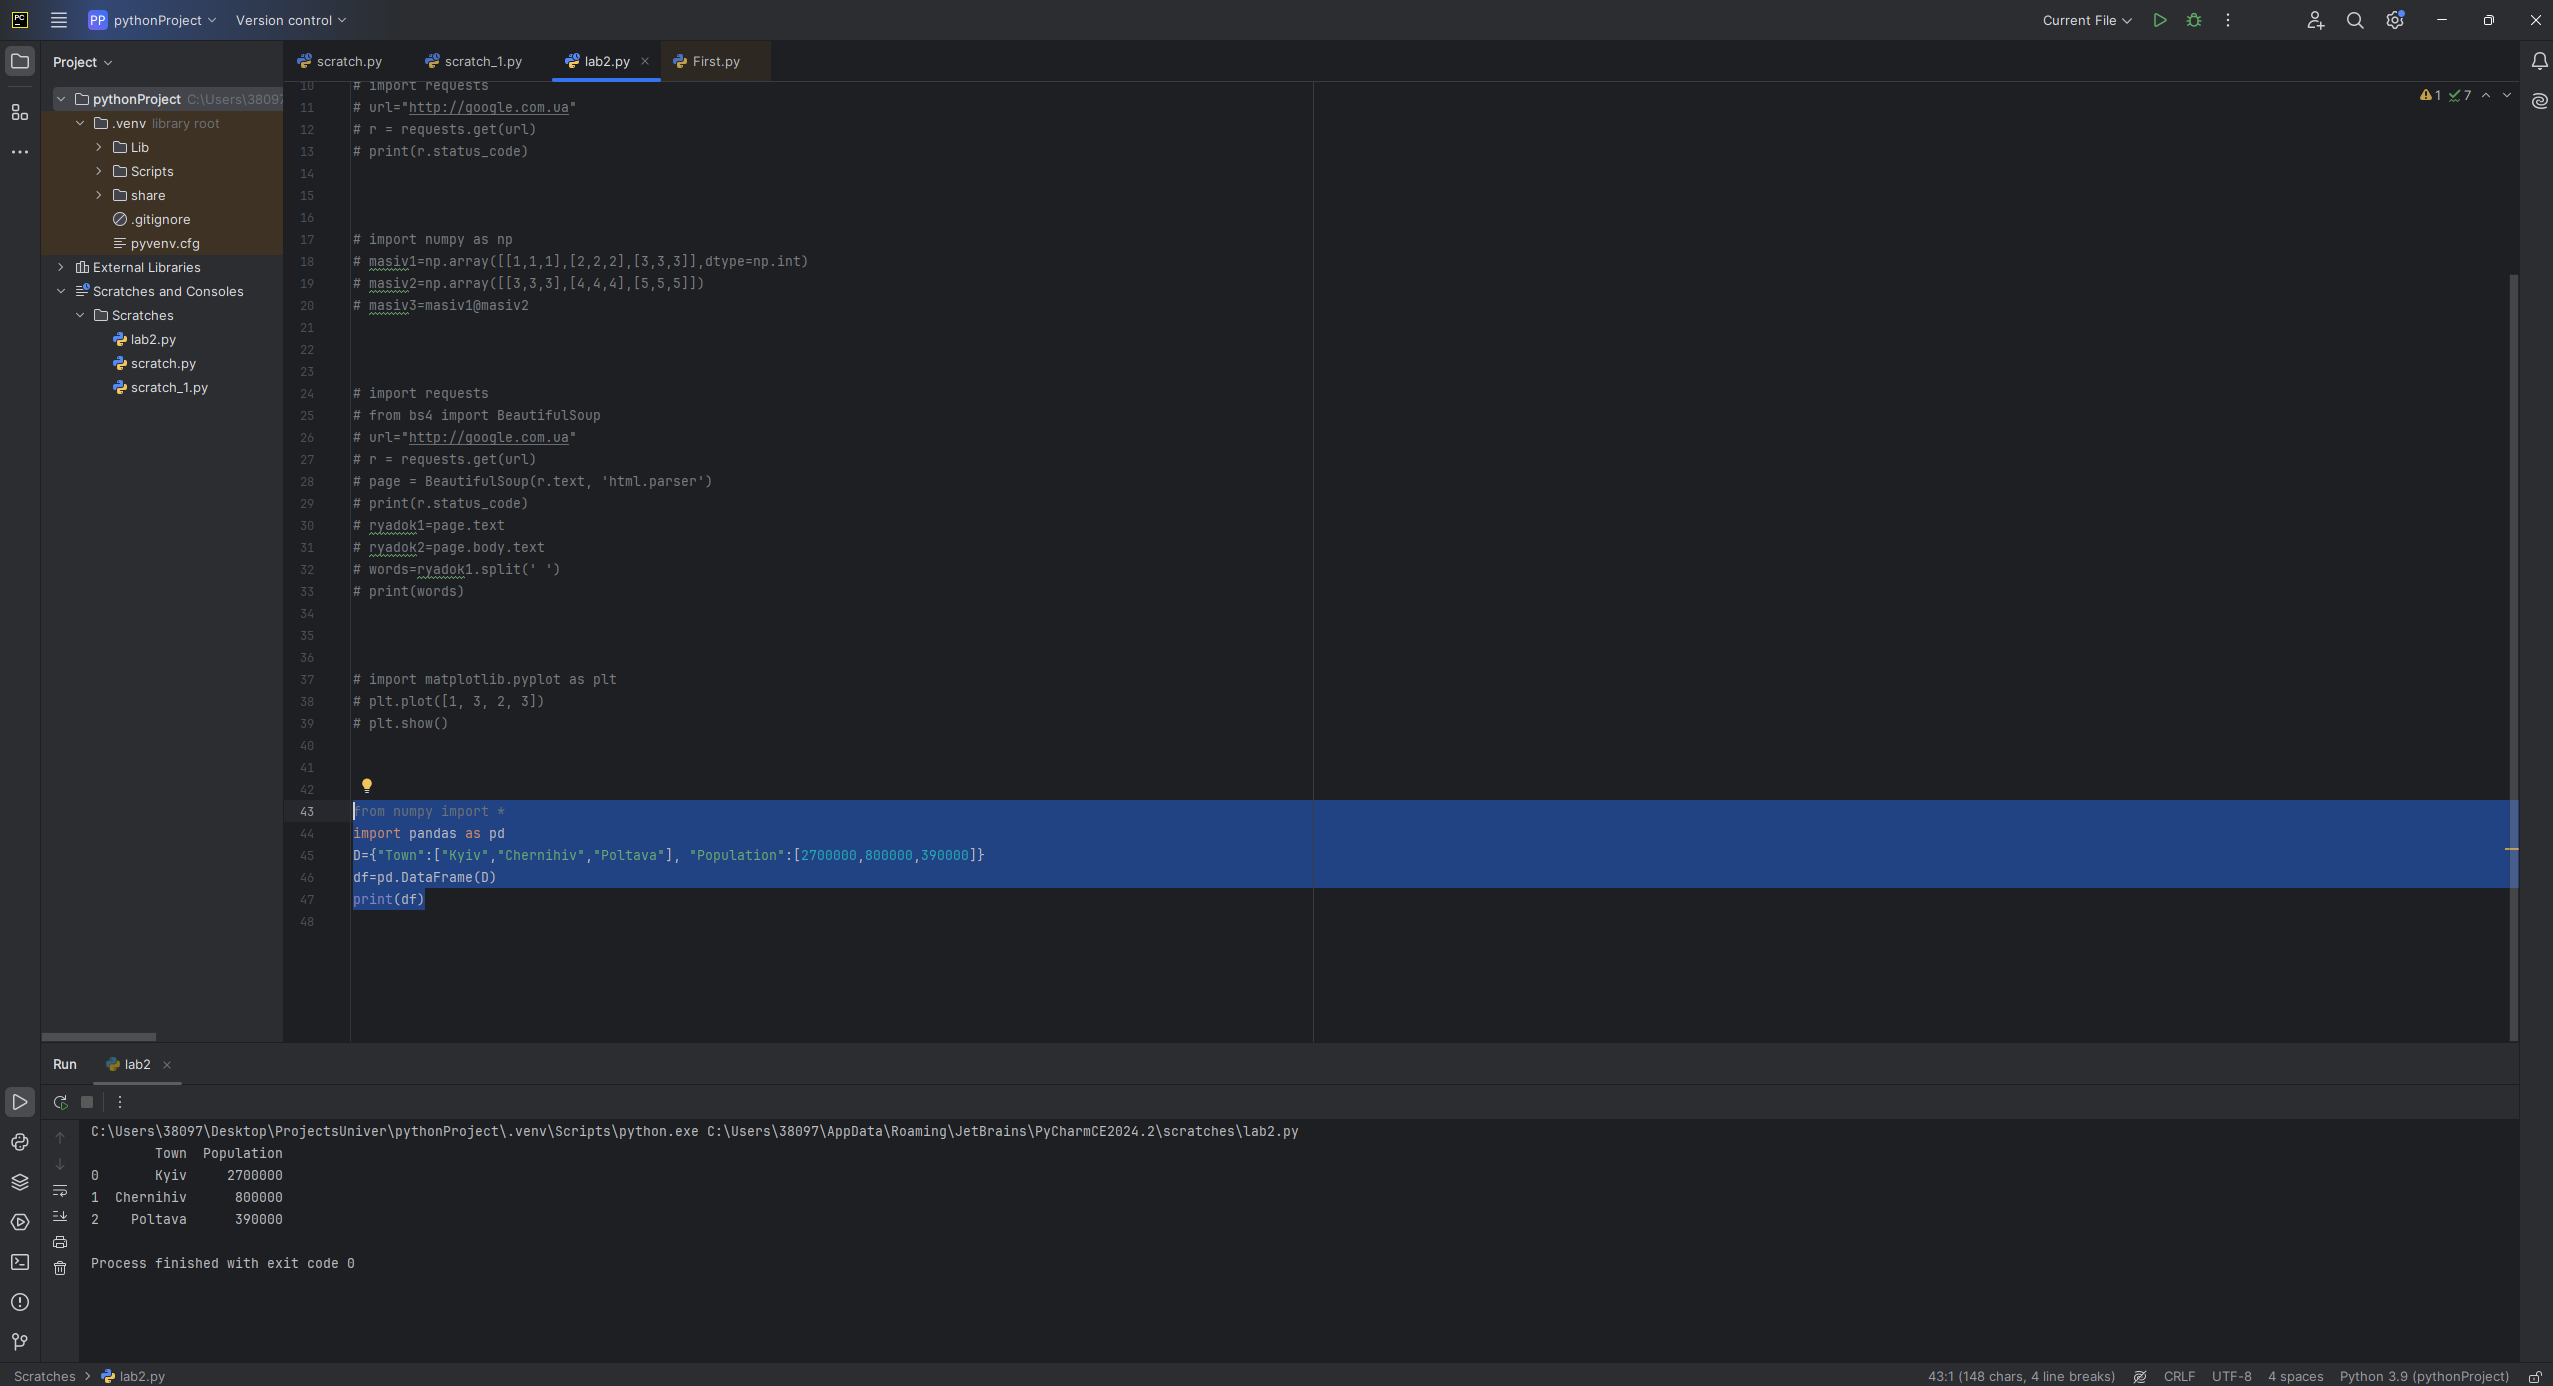 PC
PP pythonProject Version control Current File
Project
scratch.py scratch_1.py lab2.py First.py
pythonProject C:\Users\38097
.venv library root
Lib
Scripts
share
.gitignore
pyvenv.cfg
External Libraries
Scratches and Consoles
Scratches
lab2.py
scratch.py
scratch_1.py
1 7
10 # import requests
11 # url="http://google.com.ua"
12 # r = requests.get(url)
13 # print(r.status_code)
14
15
16
17 # import numpy as np
18 # masiv1=np.array([[1,1,1],[2,2,2],[3,3,3]],dtype=np.int)
19 # masiv2=np.array([[3,3,3],[4,4,4],[5,5,5]])
20 # masiv3=masiv1@masiv2
21
22
23
24 # import requests
25 # from bs4 import BeautifulSoup
26 # url="http://google.com.ua"
27 # r = requests.get(url)
28 # page = BeautifulSoup(r.text, 'html.parser')
29 # print(r.status_code)
30 # ryadok1=page.text
31 # ryadok2=page.body.text
32 # words=ryadok1.split(' ')
33 # print(words)
34
35
36
37 # import matplotlib.pyplot as plt
38 # plt.plot([1, 3, 2, 3])
39 # plt.show()
40
41
42
43 from numpy import *
44 import pandas as pd
45 D={"Town":["Kyiv","Chernihiv","Poltava"], "Population":[2700000,800000,390000]}
46 df=pd.DataFrame(D)
47 print(df)
48
Run lab2
C:\Users\38097\Desktop\ProjectsUniver\pythonProject\.venv\Scripts\python.exe C:\Users\38097\AppData\Roaming\JetBrains\PyCharmCE2024.2\scratches\lab2.py
Town Population
0 Kyiv 2700000
1 Chernihiv 800000
2 Poltava 390000
Process finished with exit code 0
Scratches > lab2.py 43:1 (148 chars, 4 line breaks) CRLF UTF-8 4 spaces Python 3.9 (pythonProject)